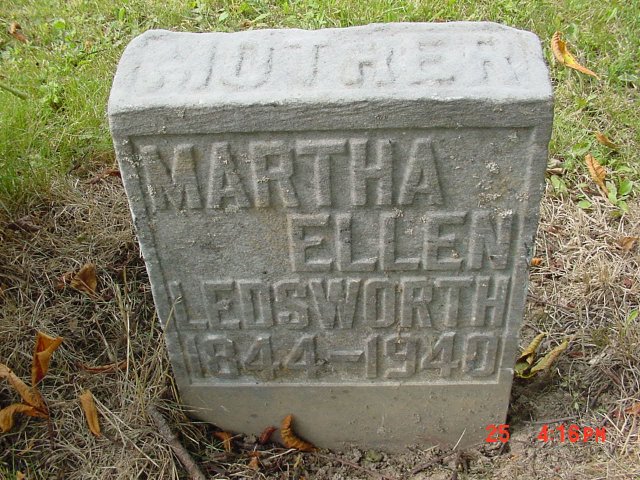 MOTHER
MARTHA
ELLEN
LEDSWORTH
1844-1940
25 4:16PM